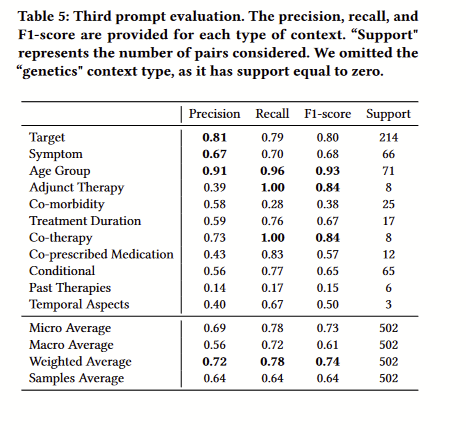 Table 5: Third prompt evaluation. The precision, recall, and
F1-score are provided for each type of context. “Support"
represents the number of pairs considered. We omitted the
“genetics" context type, as it has support equal to zero.
Precision Recall F1-score Support
Target 0.81 0.79 0.80 214
Symptom 0.67 0.70 0.68 66
Age Group 0.91 0.96 0.93 71
Adjunct Therapy 0.39 1.00 0.84 8
Co-morbidity 0.58 0.28 0.38 25
Treatment Duration 0.59 0.76 0.67 17
Co-therapy 0.73 1.00 0.84 8
Co-prescribed Medication 0.43 0.83 0.57 12
Conditional 0.56 0.77 0.65 65
Past Therapies 0.14 0.17 0.15 6
Temporal Aspects 0.40 0.67 0.50 3
Micro Average 0.69 0.78 0.73 502
Macro Average 0.56 0.72 0.61 502
Weighted Average 0.72 0.78 0.74 502
Samples Average 0.64 0.64 0.64 502